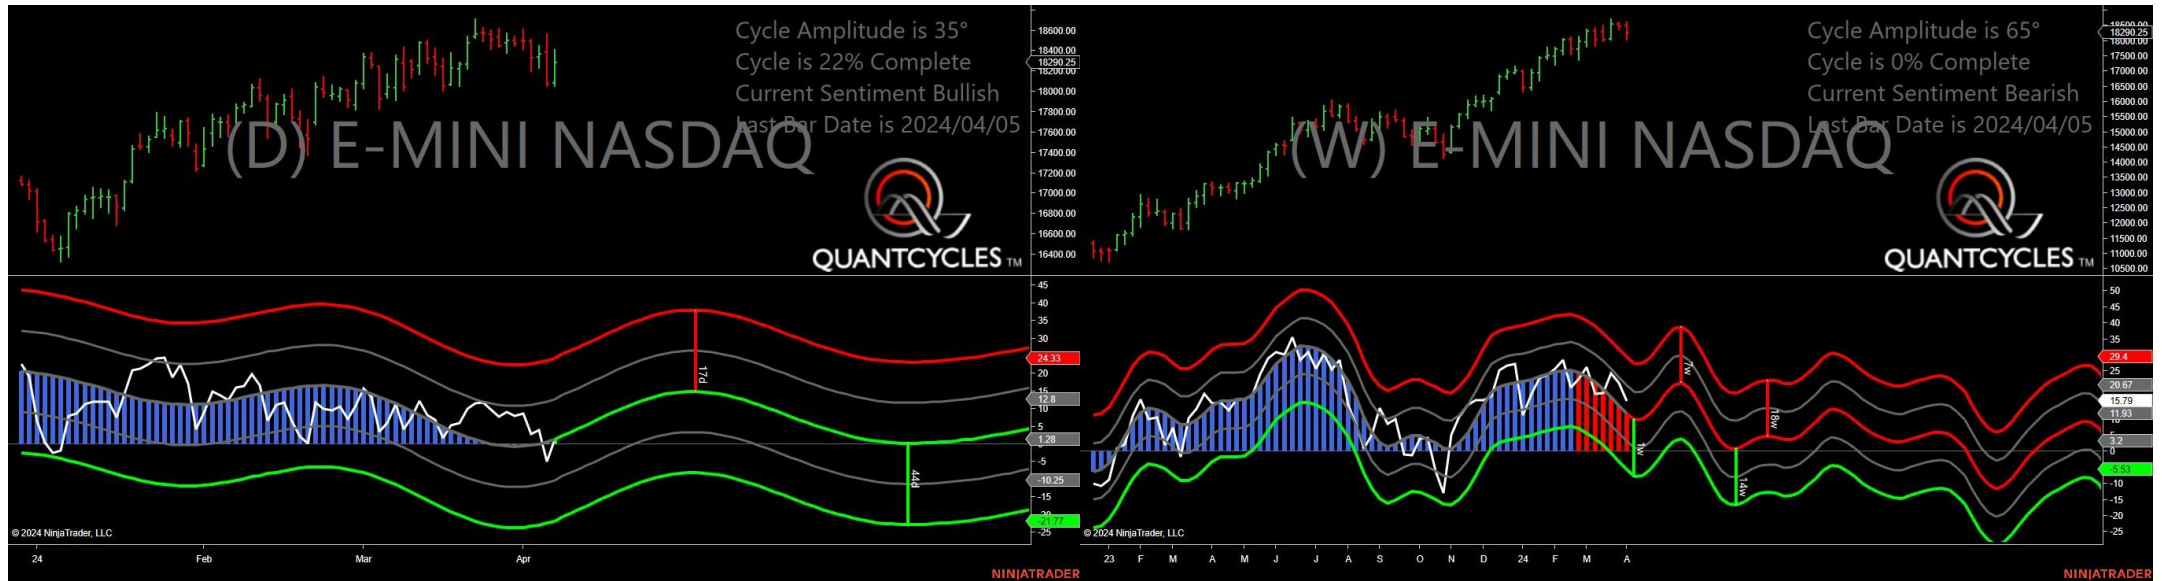 Cycle Amplitude is 35°
Cycle is 22% Complete
Current Sentiment Bullish
Last Bar Date is 2024/04/05
(D) E-MINI NASDAQ
QUANTCYCLES TM
18600.00
18400.00
18290.25
18200.00
18000.00
17800.00
17600.00
17400.00
17200.00
17000.00
16800.00
16600.00
16400.00
45
40
35
30
24.33
20
15
12.8
10
5
1.28
-5
-10.25
-15
-21.77
-25
17d
44d
© 2024 NinjaTrader, LLC
24 Feb Mar Apr
NINJATRADER
Cycle Amplitude is 65°
Cycle is 0% Complete
Current Sentiment Bearish
Last Bar Date is 2024/04/05
(W) E-MINI NASDAQ
QUANTCYCLES TM
18500.00
18290.25
18000.00
17500.00
17000.00
16500.00
16000.00
15500.00
15000.00
14500.00
14000.00
13500.00
13000.00
12500.00
12000.00
11500.00
11000.00
10500.00
50
45
40
35
29.4
25
20.67
15.79
11.93
3.2
0
-5.53
-10
-15
-20
-25
1w
7w
14w
18w
© 2024 NinjaTrader, LLC
23 F M A M J J A S O N D 24 F M A
NINJATRADER